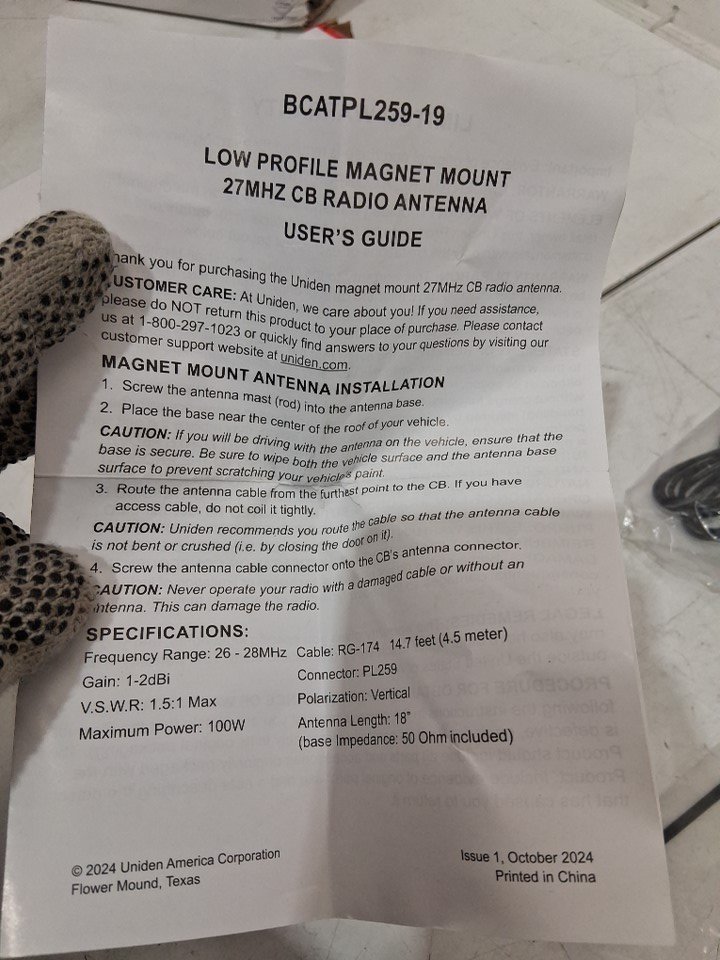 BCATPL259-19
LOW PROFILE MAGNET MOUNT
27MHZ CB RADIO ANTENNA
USER'S GUIDE
hank you for purchasing the Uniden magnet mount 27MHz CB radio antenna.
USTOMER CARE: At Uniden, we care about you! If you need assistance,
please do NOT return this product to your place of purchase. Please contact
us at 1-800-297-1023 or quickly find answers to your questions by visiting our
customer support website at uniden.com.
MAGNET MOUNT ANTENNA INSTALLATION
1. Screw the antenna mast (rod) into the antenna base.
2. Place the base near the center of the roof of your vehicle.
CAUTION: If you will be driving with the antenna on the vehicle, ensure that the
base is secure. Be sure to wipe both the vehicle surface and the antenna base
surface to prevent scratching your vehicle's paint.
3. Route the antenna cable from the furthest point to the CB. If you have
access cable, do not coil it tightly.
CAUTION: Uniden recommends you route the cable so that the antenna cable
is not bent or crushed (i.e. by closing the door on it).
4. Screw the antenna cable connector onto the CB's antenna connector.
CAUTION: Never operate your radio with a damaged cable or without an
antenna. This can damage the radio.
SPECIFICATIONS:
Frequency Range: 26 - 28MHz
Gain: 1-2dBi
V.S.W.R: 1.5:1 Max
Maximum Power: 100W
Cable: RG-174 14.7 feet (4.5 meter)
Connector: PL259
Polarization: Vertical
Antenna Length: 18"
(base Impedance: 50 Ohm included)
© 2024 Uniden America Corporation
Flower Mound, Texas
Issue 1, October 2024
Printed in China